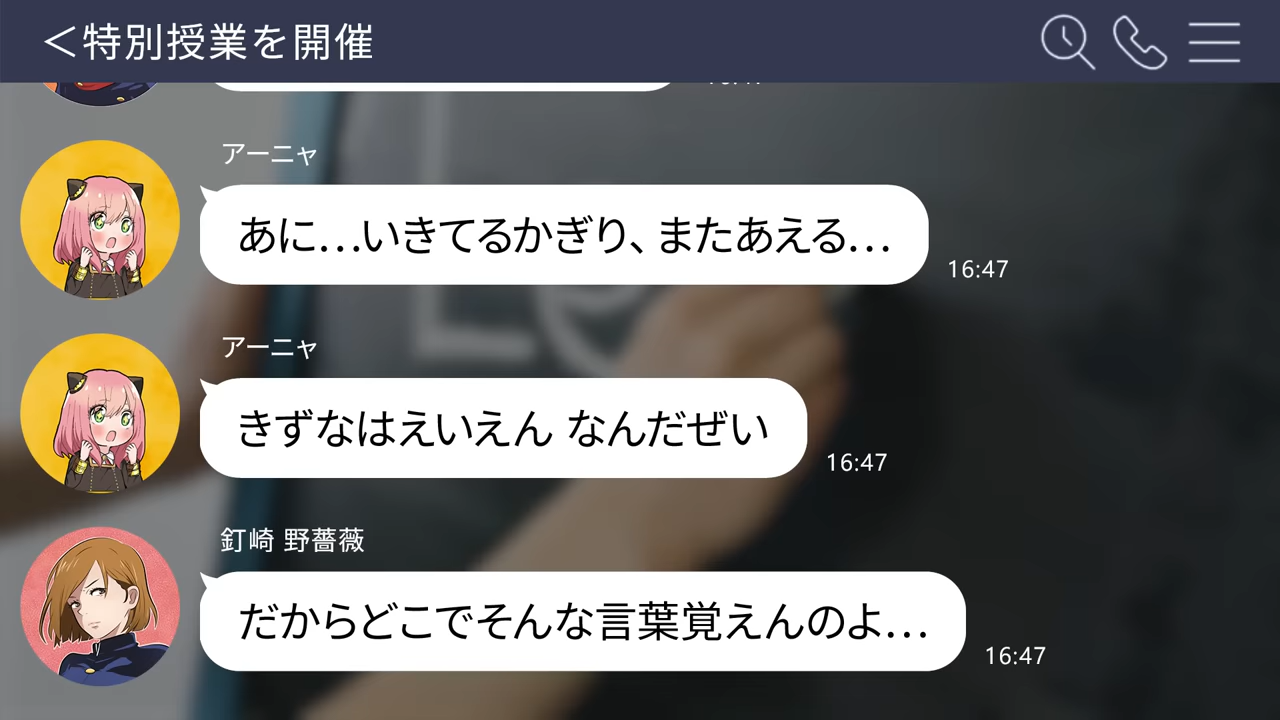 <特別授業を開催
アーニャ
あに…いきてるかぎり、またあえる…
16:47
アーニャ
きずなはえいえん なんだぜい
16:47
釘崎 野薔薇
だからどこでそんな言葉覚えんのよ…
16:47